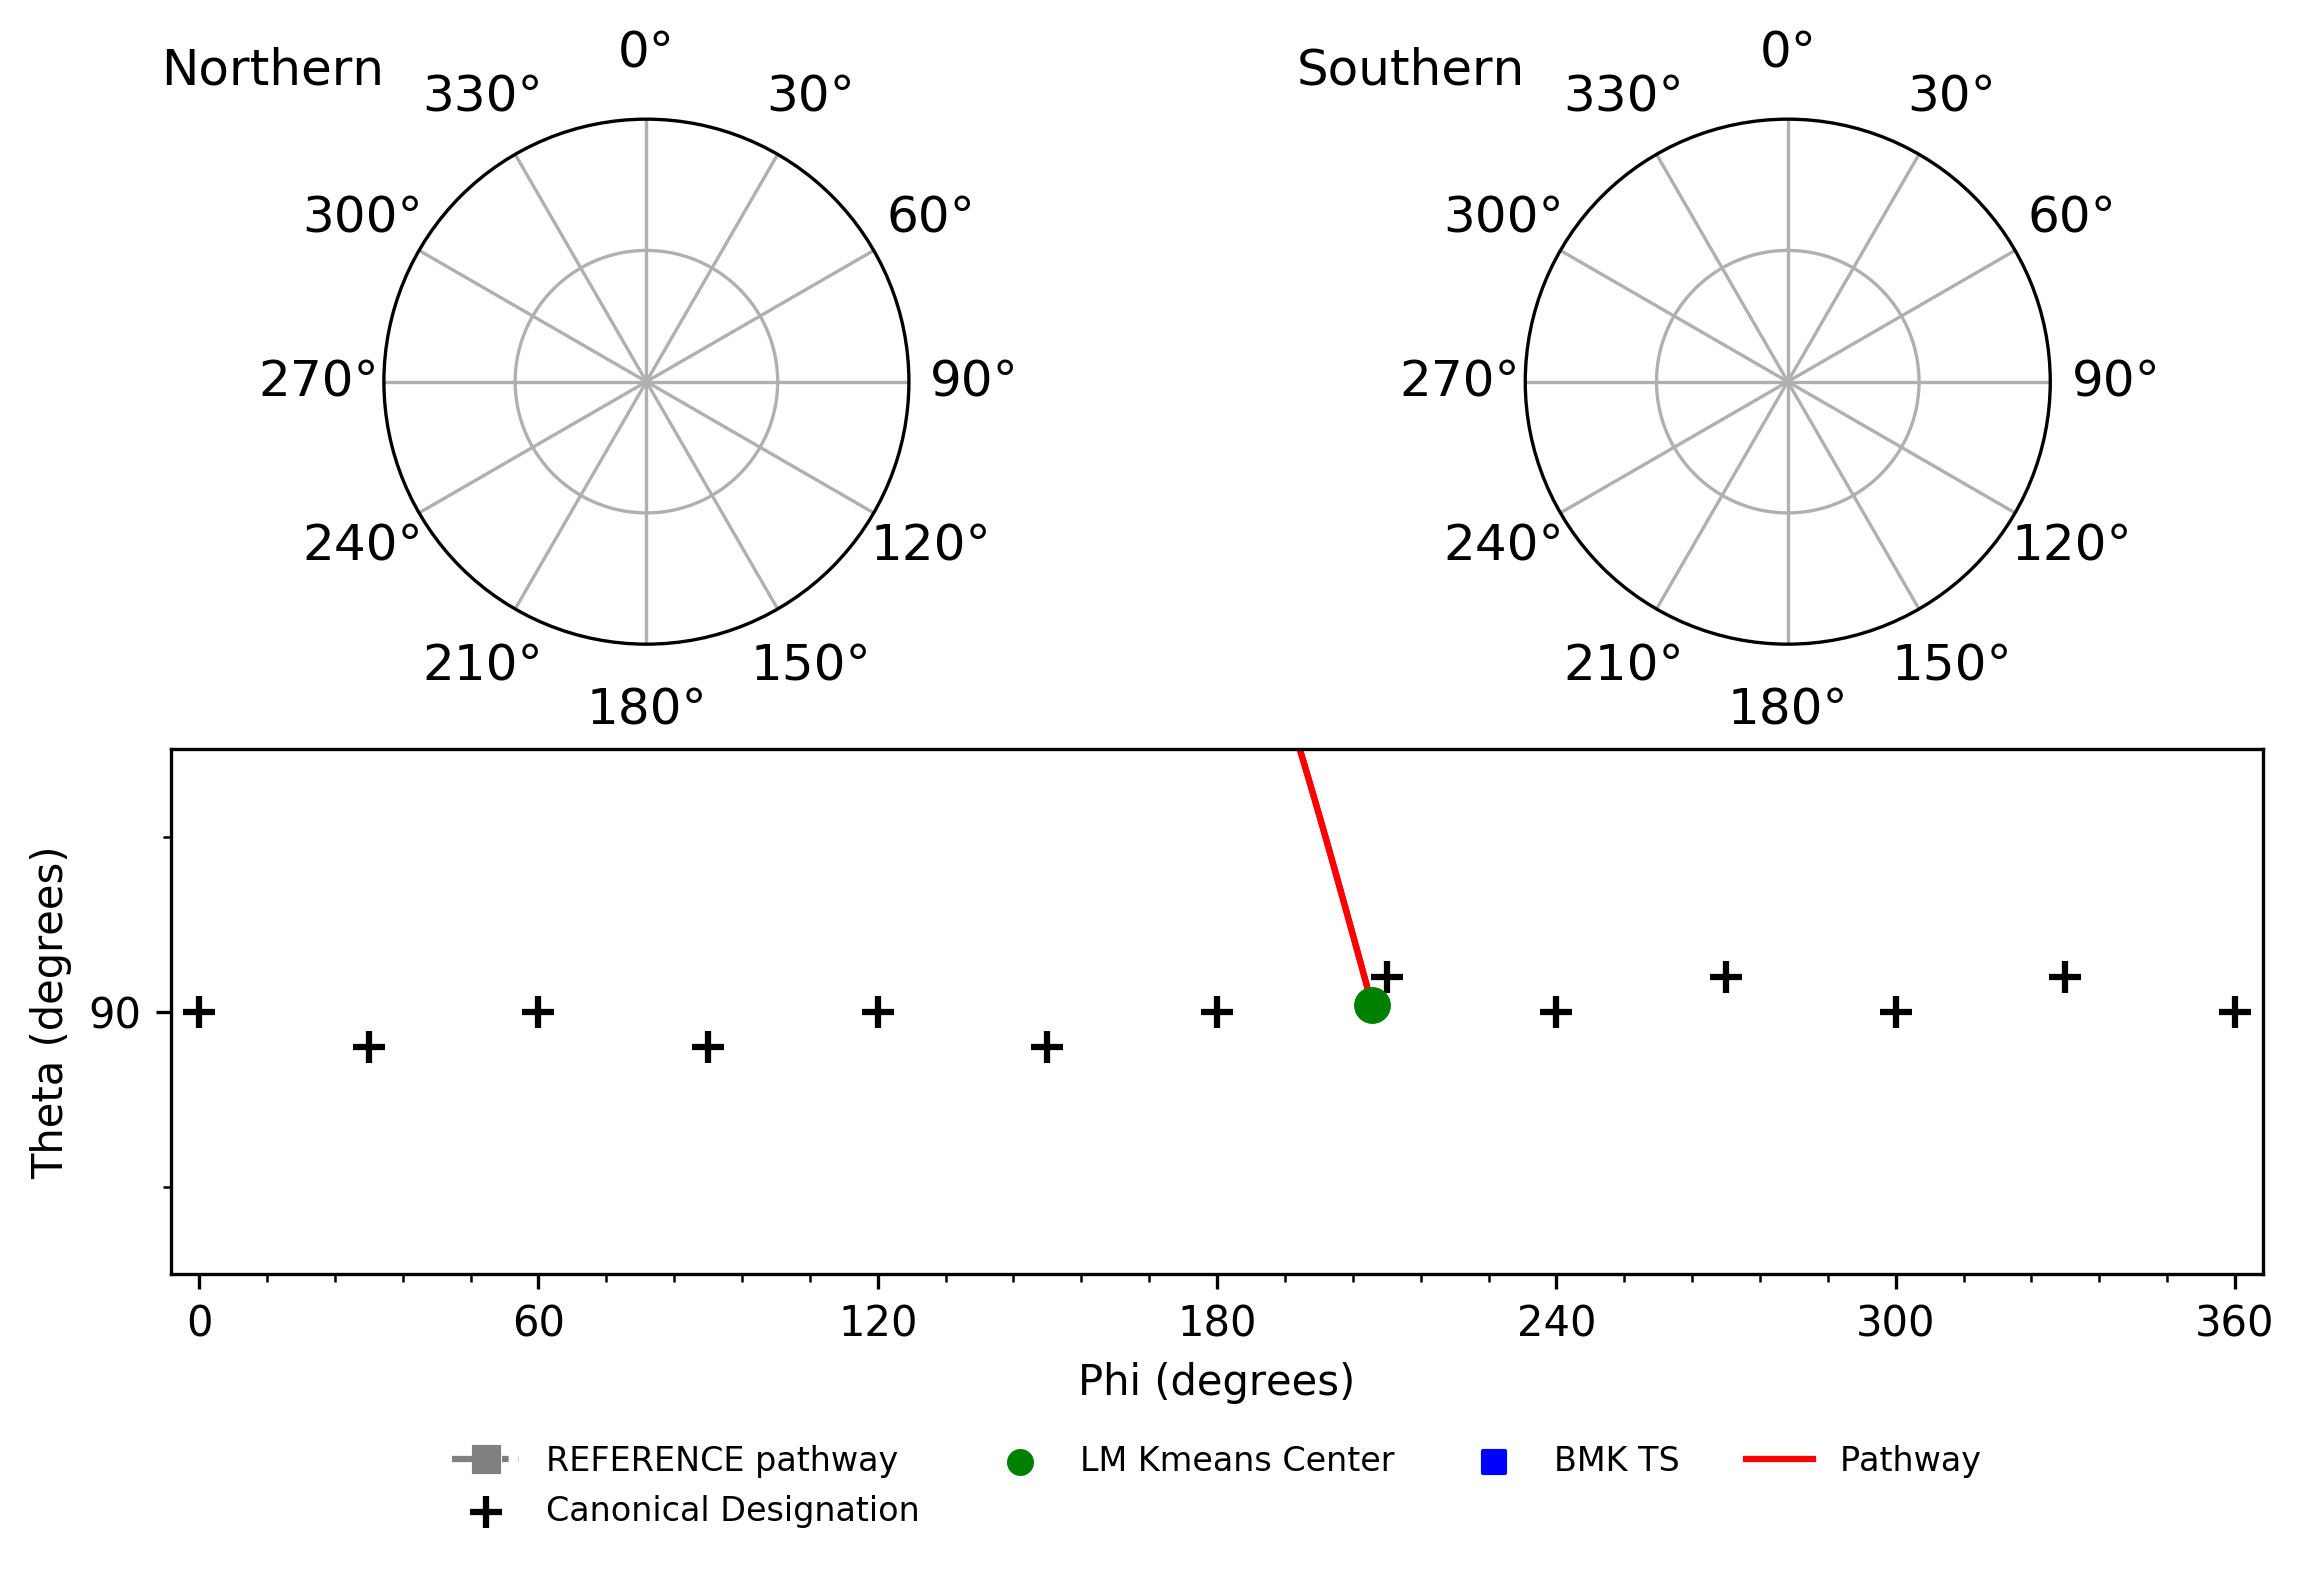 Northern
0°
330°
30°
300°
60°
270°
90°
240°
120°
210°
150°
180°
Southern
0°
330°
30°
300°
60°
270°
90°
240°
120°
210°
150°
180°
Theta (degrees)
90
0 60 120 180 240 300 360
Phi (degrees)
REFERENCE pathway
Canonical Designation
LM Kmeans Center
BMK TS
Pathway